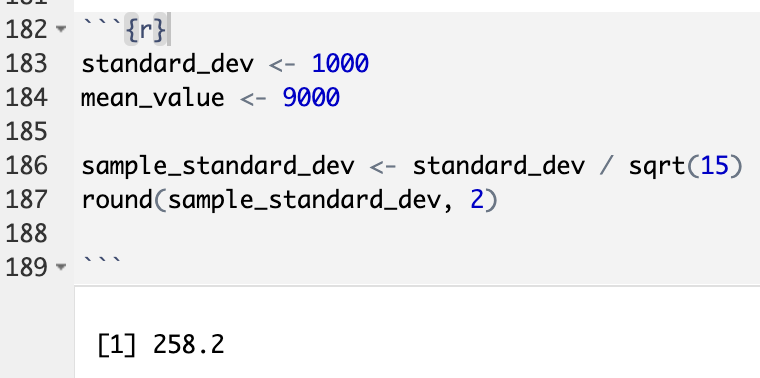 182 ```{r}
183 standard_dev <- 1000
184 mean_value <- 9000
185
186 sample_standard_dev <- standard_dev / sqrt(15)
187 round(sample_standard_dev, 2)
188
189 ```
[1] 258.2